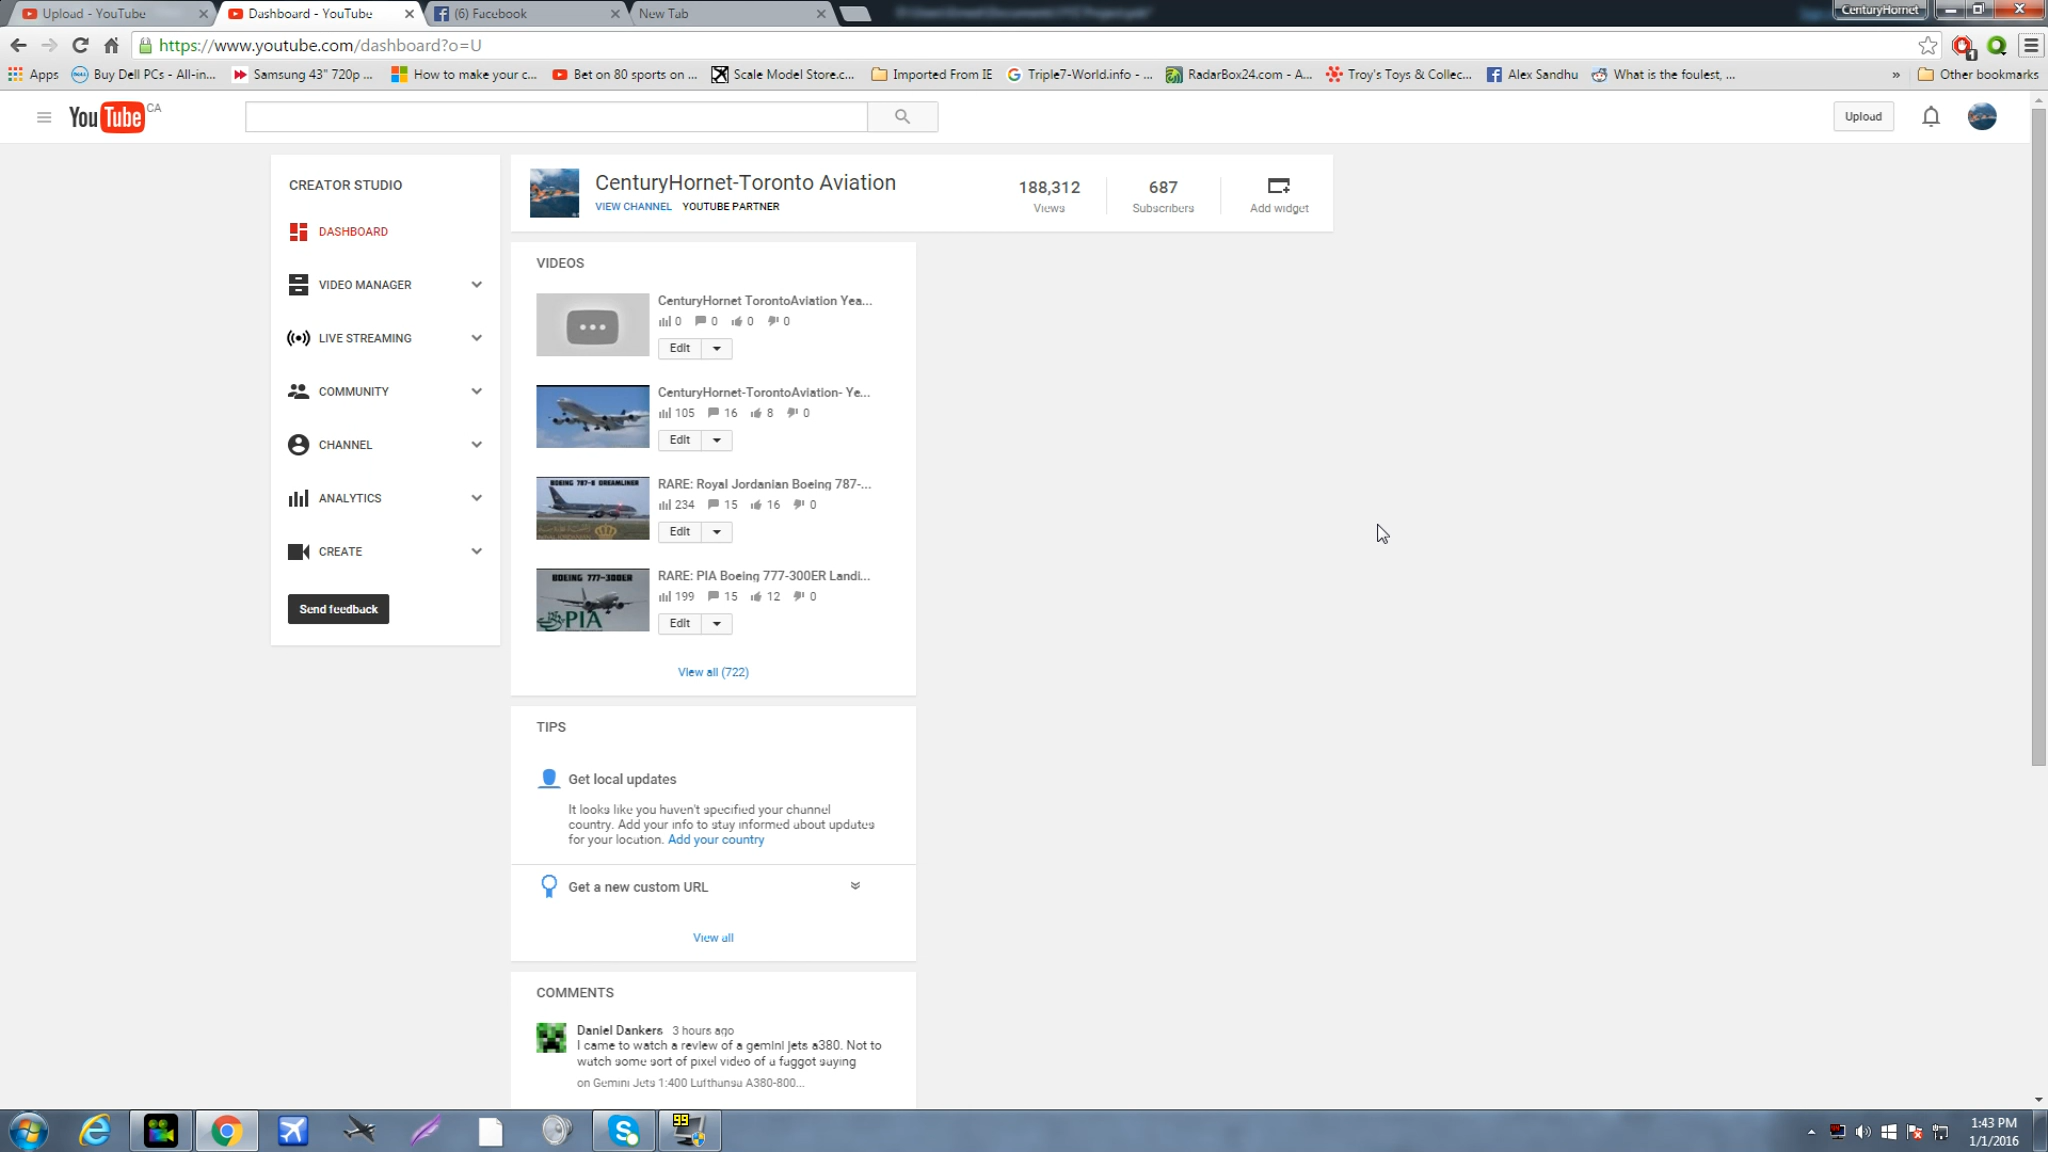 Upload - YouTube
Dashboard - YouTube
(6) Facebook
New Tab
CenturyHornet
https://www.youtube.com/dashboard?o=U
Apps
Buy Dell PCs - All-in...
Samsung 43" 720p ...
How to make your c...
Bet on 80 sports on ...
Scale Model Store.c...
Imported From IE
Triple7-World.info - ...
RadarBox24.com - A...
Troy's Toys & Collec...
Alex Sandhu
What is the foulest, ...
»
Other bookmarks
YouTube CA
Upload
CREATOR STUDIO
DASHBOARD
VIDEO MANAGER
LIVE STREAMING
COMMUNITY
CHANNEL
ANALYTICS
CREATE
Send feedback
CenturyHornet-Toronto Aviation
VIEW CHANNEL YOUTUBE PARTNER
188,312
Views
687
Subscribers
Add widget
VIDEOS
CenturyHornet TorontoAviation Yea...
0 0 0 0
Edit
CenturyHornet-TorontoAviation- Ye...
105 16 8 0
Edit
BOEING 787-8 DREAMLINER
RARE: Royal Jordanian Boeing 787-...
234 15 16 0
Edit
BOEING 777-300ER
PIA
RARE: PIA Boeing 777-300ER Landi...
199 15 12 0
Edit
View all (722)
TIPS
Get local updates
It looks like you haven't specified your channel
country. Add your info to stay informed about updates
for your location. Add your country
Get a new custom URL
View all
COMMENTS
Daniel Dankers 3 hours ago
I came to watch a review of a gemini jets a380. Not to
watch some sort of pixel video of a faggot saying
on Gemini Jets 1:400 Lufthansa A380-800...
99
1:43 PM
1/1/2016